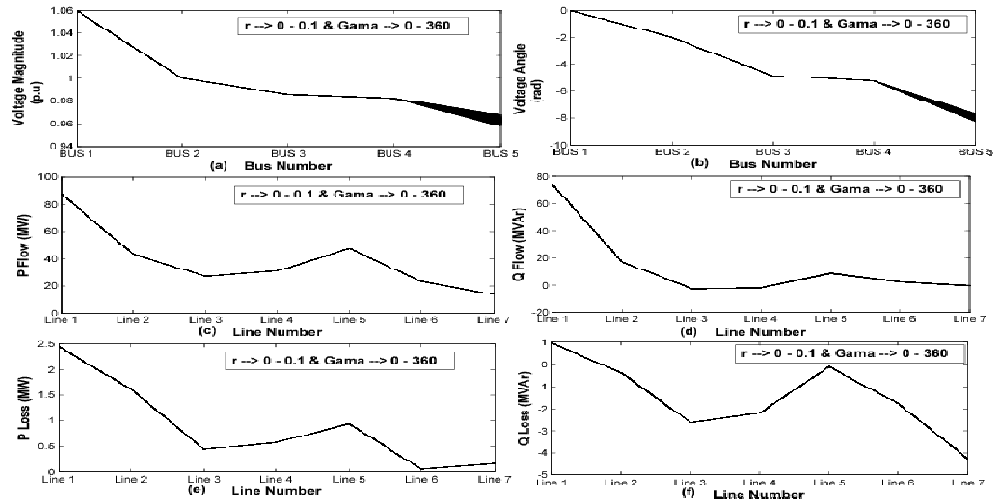 1.06
r --> 0 - 0.1 & Gama --> 0 - 360
1.04
1.02
1
0.98
0.96
0.94
Voltage Magnitude
(p.u)
BUS 1 BUS 2 BUS 3 BUS 4 BUS 5
(a) Bus Number
0
r --> 0 - 0.1 & Gama --> 0 - 360
-2
-4
-6
-8
-10
Voltage Angle
(rad)
BUS 1 BUS 2 BUS 3 BUS 4 BUS 5
(b) Bus Number
100
r --> 0 - 0.1 & Gama --> 0 - 360
80
60
40
20
0
P Flow (MW)
Line 1 Line 2 Line 3 Line 4 Line 5 Line 6 Line 7
(c) Line Number
80
r --> 0 - 0.1 & Gama --> 0 - 360
60
40
20
0
-20
Q Flow (MVAr)
Line 1 Line 2 Line 3 Line 4 Line 5 Line 6 Line 7
(d) Line Number
2.5
r --> 0 - 0.1 & Gama --> 0 - 360
2
1.5
1
0.5
0
P Loss (MW)
Line 1 Line 2 Line 3 Line 4 Line 5 Line 6 Line 7
(e) Line Number
1
r --> 0 - 0.1 & Gama --> 0 - 360
0
-1
-2
-3
-4
-5
Q Loss (MVAr)
Line 1 Line 2 Line 3 Line 4 Line 5 Line 6 Line 7
(f) Line Number